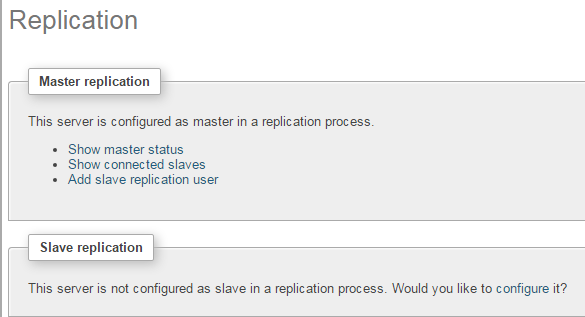 Replication
Master replication
This server is configured as master in a replication process.
Show master status
Show connected slaves
Add slave replication user
Slave replication
This server is not configured as slave in a replication process. Would you like to configure it?